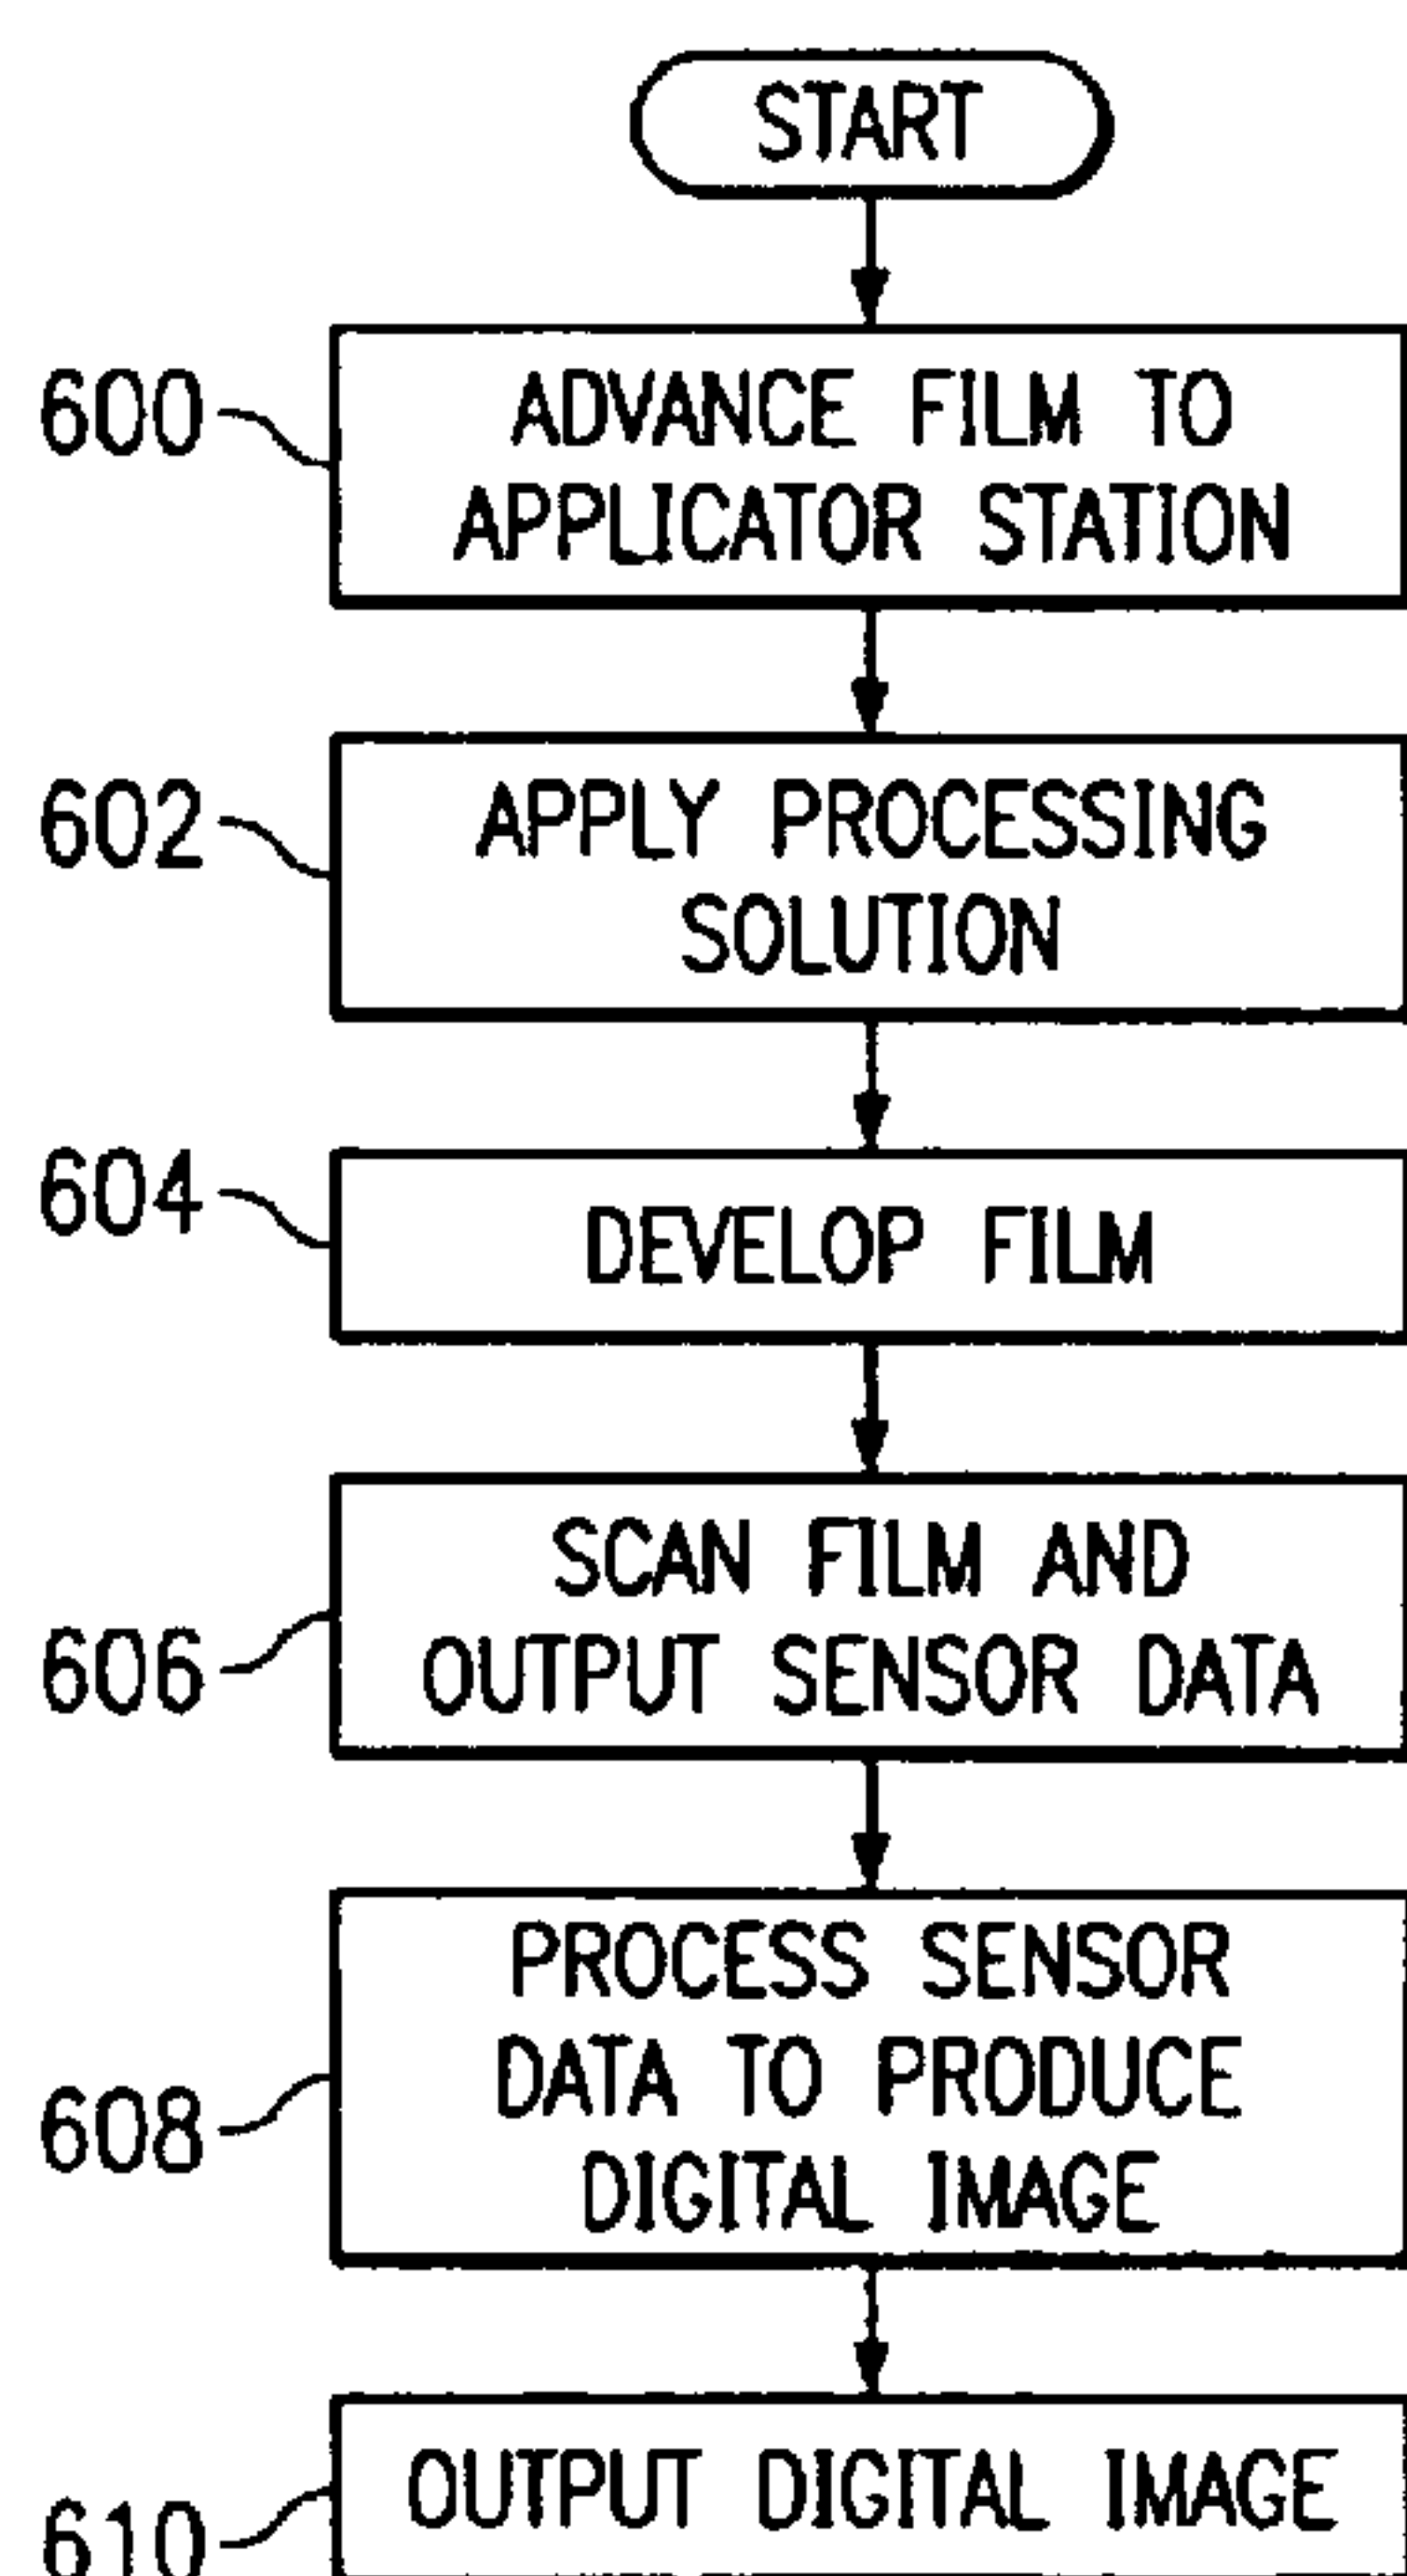 START
600
ADVANCE FILM TO
APPLICATOR STATION
602
APPLY PROCESSING
SOLUTION
604
DEVELOP FILM
606
SCAN FILM AND
OUTPUT SENSOR DATA
608
PROCESS SENSOR
DATA TO PRODUCE
DIGITAL IMAGE
610
OUTPUT DIGITAL IMAGE